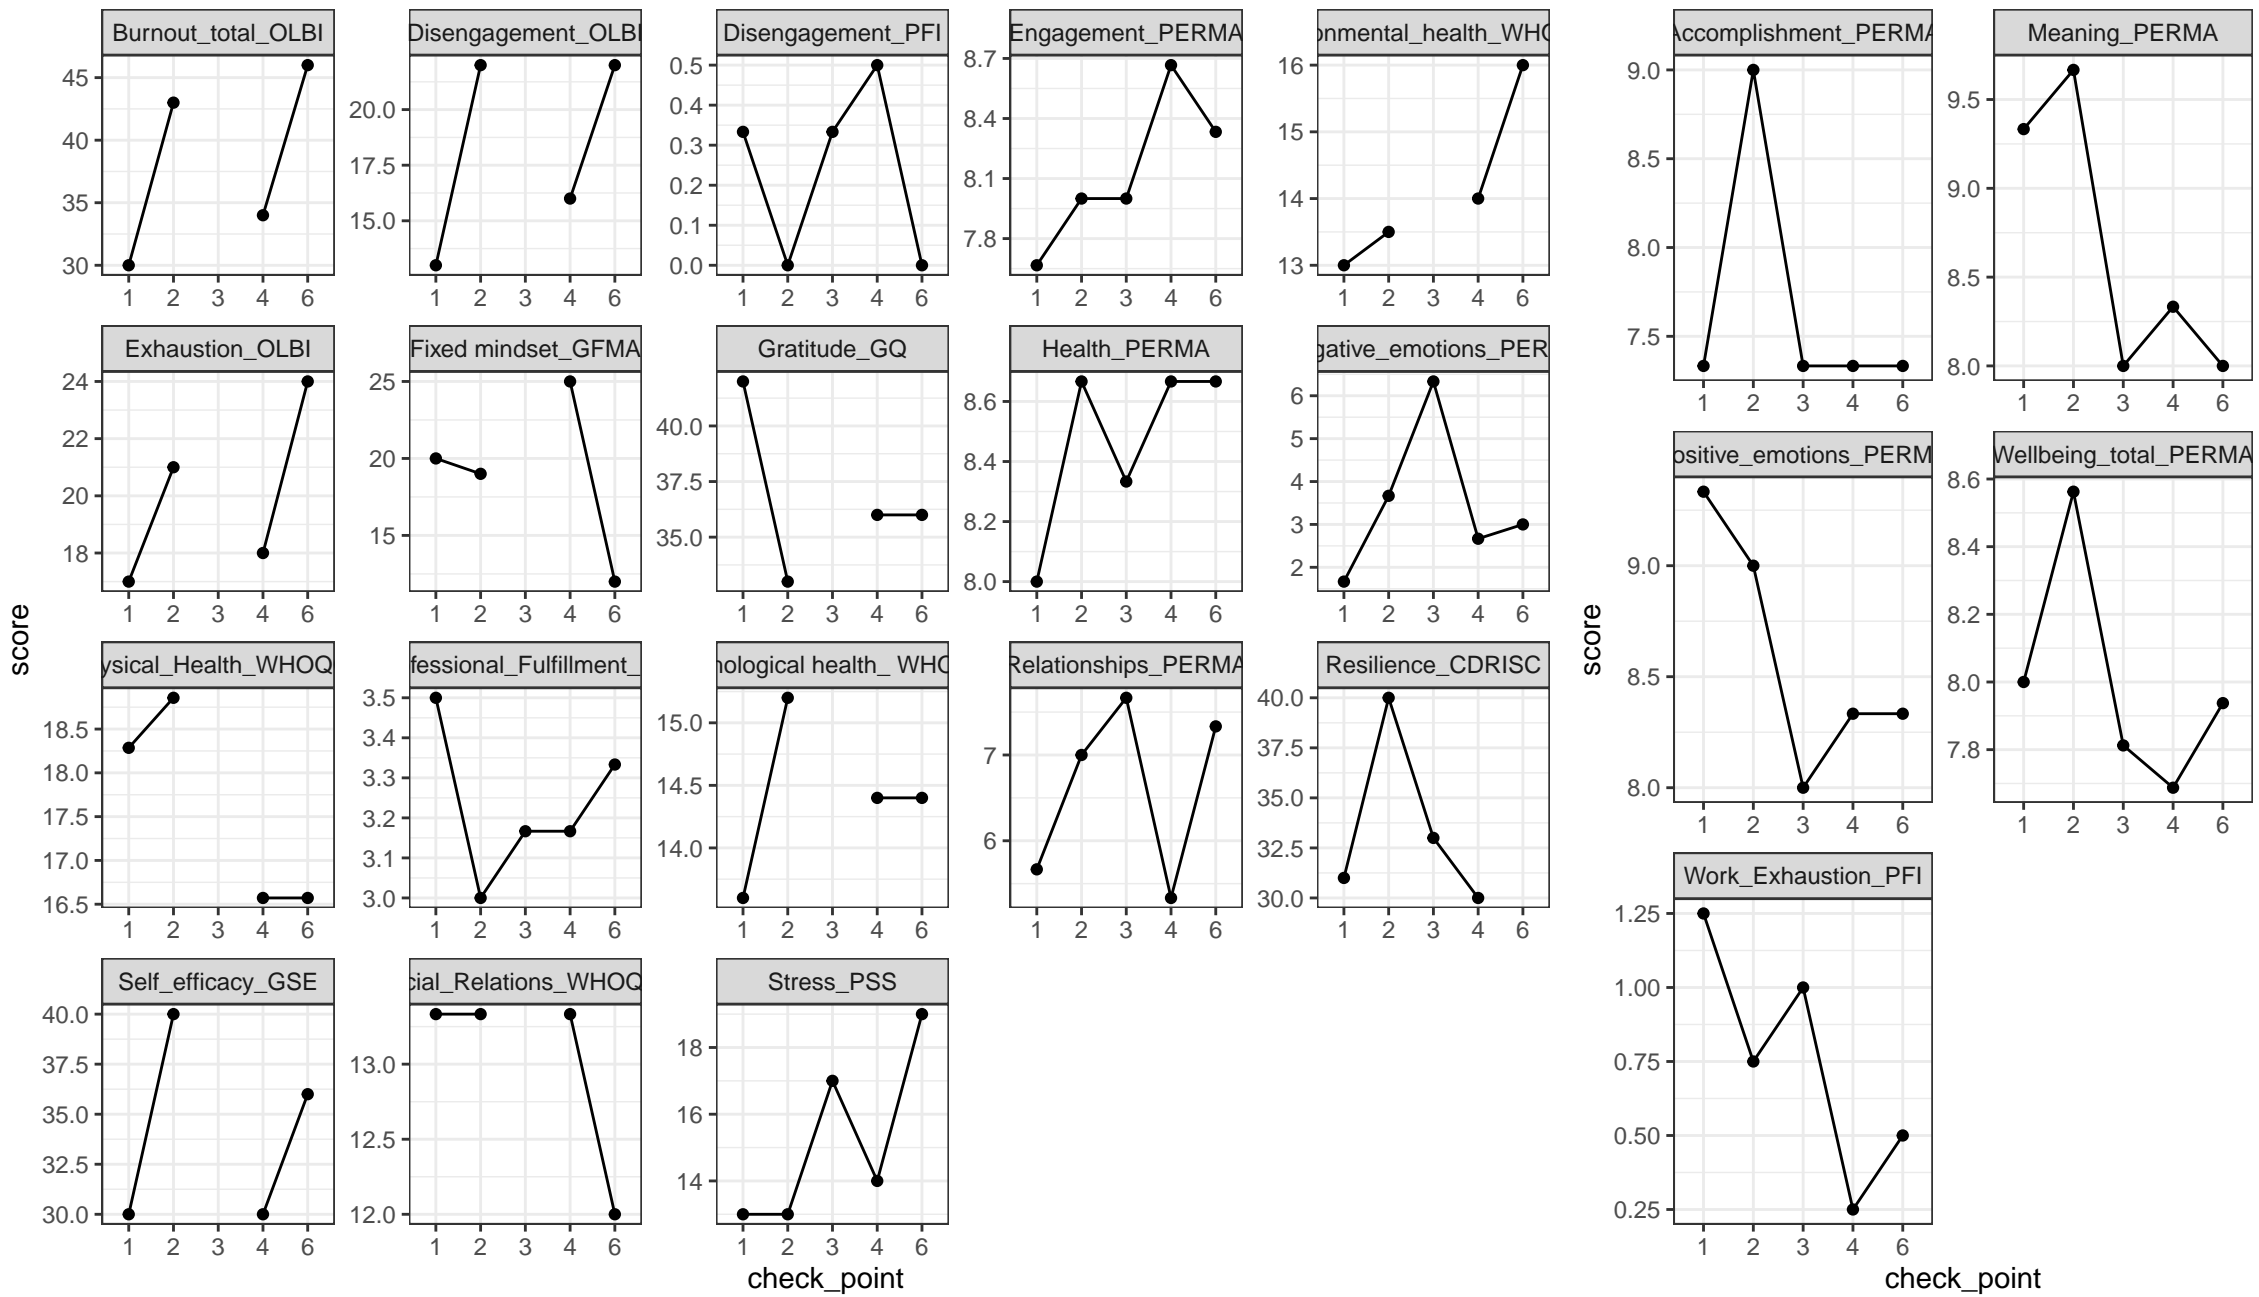 Burnout_total_OLBI
45
40
35
30
1 2 3 4 6
Disengagement_OLBI
20.0
17.5
15.0
1 2 3 4 6
Disengagement_PFI
0.5
0.4
0.3
0.2
0.1
0.0
1 2 3 4 6
Engagement_PERMA
8.7
8.4
8.1
7.8
1 2 3 4 6
onmental_health_WHO
16
15
14
13
1 2 3 4 6
Exhaustion_OLBI
24
22
20
18
1 2 3 4 6
Fixed mindset_GFMA
25
20
15
1 2 3 4 6
Gratitude_GQ
40.0
37.5
35.0
1 2 3 4 6
Health_PERMA
8.6
8.4
8.2
8.0
1 2 3 4 6
gative_emotions_PER
6
5
4
3
2
1 2 3 4 6
ysical_Health_WHOQ
18.5
18.0
17.5
17.0
16.5
1 2 3 4 6
fessional_Fulfillment_
3.5
3.4
3.3
3.2
3.1
3.0
1 2 3 4 6
nological health_ WHO
15.0
14.5
14.0
1 2 3 4 6
Relationships_PERMA
7
6
1 2 3 4 6
Resilience_CDRISC
40.0
37.5
35.0
32.5
30.0
1 2 3 4 6
Self_efficacy_GSE
40.0
37.5
35.0
32.5
30.0
1 2 3 4 6
cial_Relations_WHOQ
13.0
12.5
12.0
1 2 3 4 6
Stress_PSS
18
16
14
1 2 3 4 6
score
check_point
Accomplishment_PERMA
9.0
8.5
8.0
7.5
1 2 3 4 6
Meaning_PERMA
9.5
9.0
8.5
8.0
1 2 3 4 6
ositive_emotions_PERM
9.0
8.5
8.0
1 2 3 4 6
Wellbeing_total_PERMA
8.6
8.4
8.2
8.0
7.8
1 2 3 4 6
Work_Exhaustion_PFI
1.25
1.00
0.75
0.50
0.25
1 2 3 4 6
score
check_point